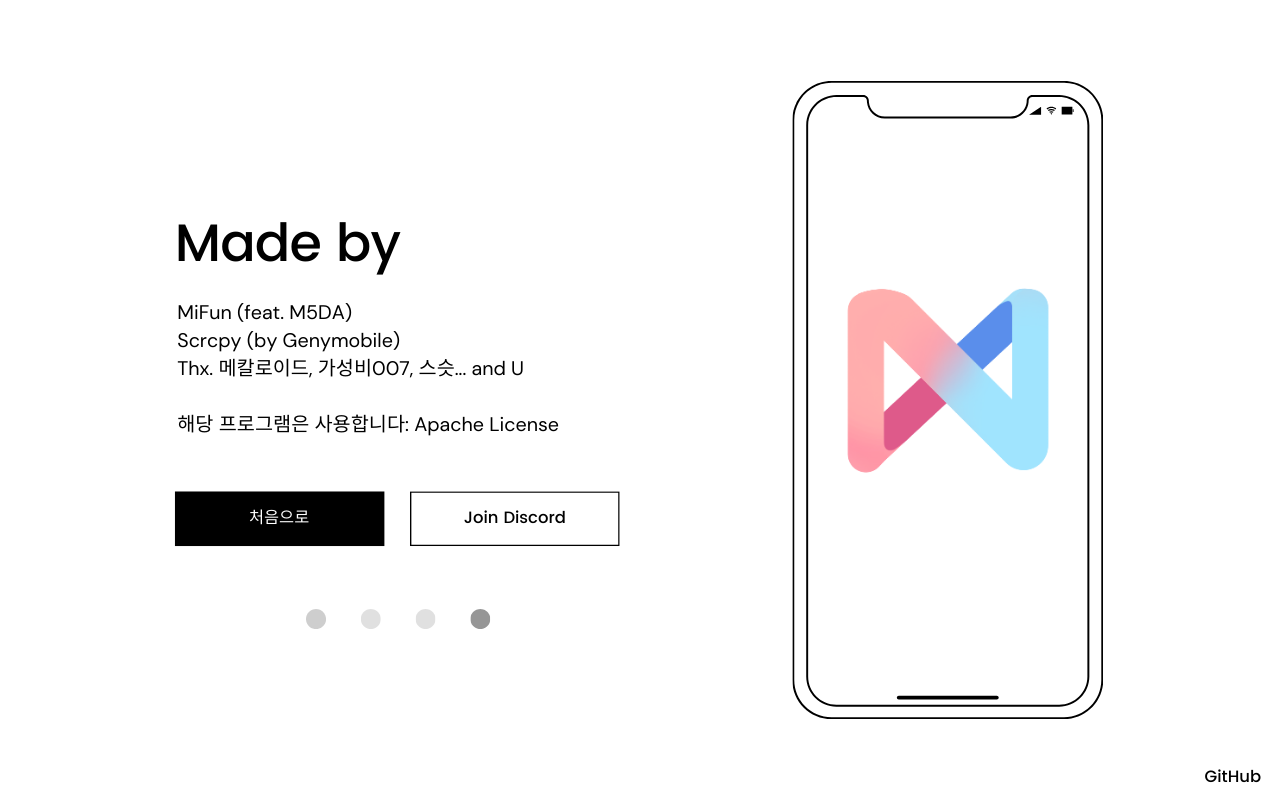 Made by
MiFun (feat. M5DA)
Scrcpy (by Genymobile)
Thx. 메칼로이드, 가성비007, 스슷... and U
해당 프로그램은 사용합니다: Apache License
처음으로
Join Discord
GitHub